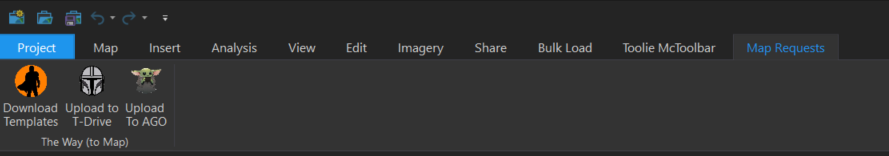 Project Map Insert Analysis View Edit Imagery Share Bulk Load Toolie McToolbar Map Requests
Download Templates
Upload to T-Drive
Upload To AGO
The Way (to Map)